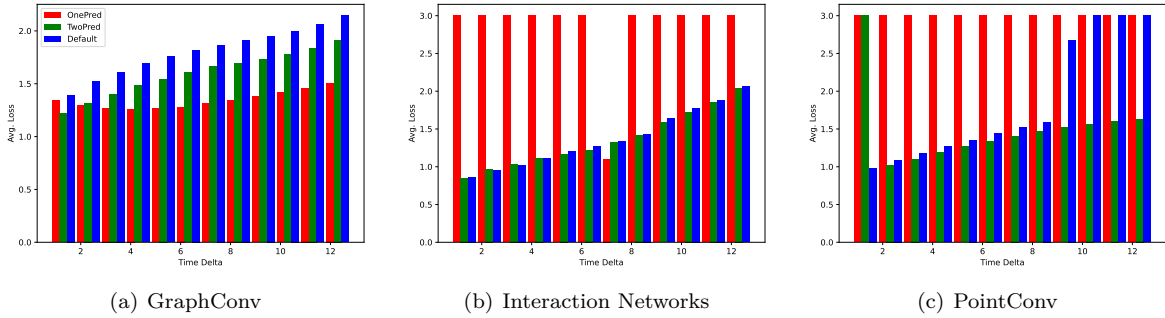 OnePred
TwoPred
Default
2.0
1.5
1.0
0.5
0.0
Avg. Loss
2 4 6 8 10 12
Time Delta
(a) GraphConv
3.0
2.5
2.0
1.5
1.0
0.5
0.0
Avg. Loss
2 4 6 8 10 12
Time Delta
(b) Interaction Networks
3.0
2.5
2.0
1.5
1.0
0.5
0.0
Avg. Loss
2 4 6 8 10 12
Time Delta
(c) PointConv